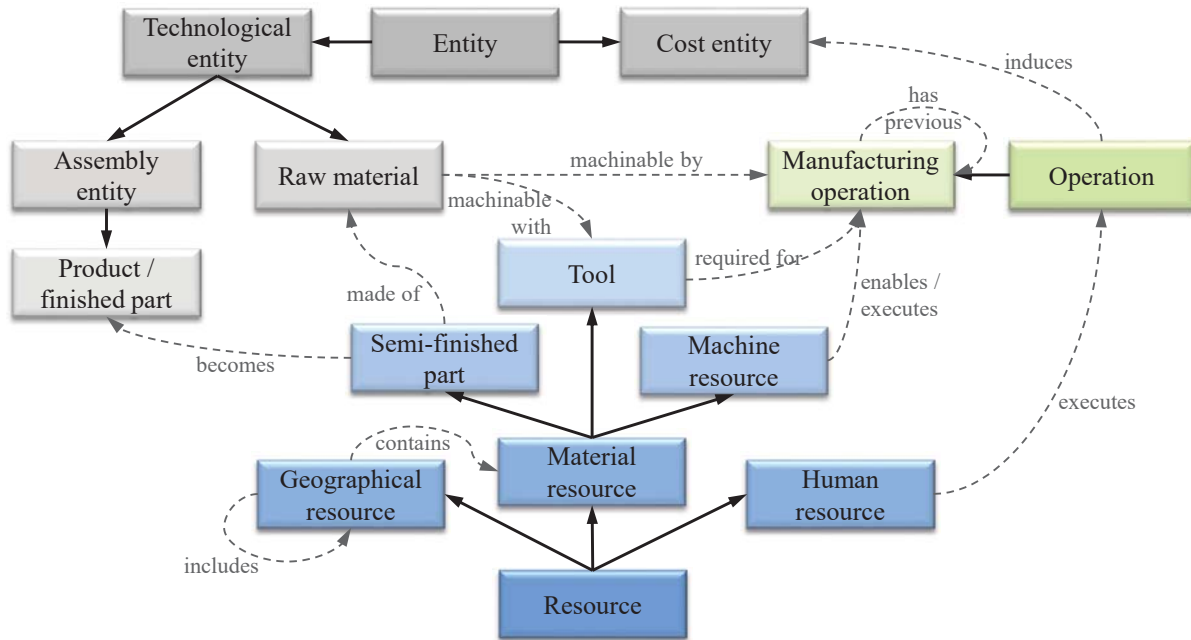 Technological
entity
Entity
Cost entity
induces
has
previous
Assembly
entity
Raw material
machinable by
Manufacturing
operation
Operation
machinable
with
Product /
finished part
Tool
required for
made of
enables /
executes
Semi-finished
part
Machine
resource
becomes
executes
contains
Geographical
resource
Material
resource
Human
resource
includes
Resource